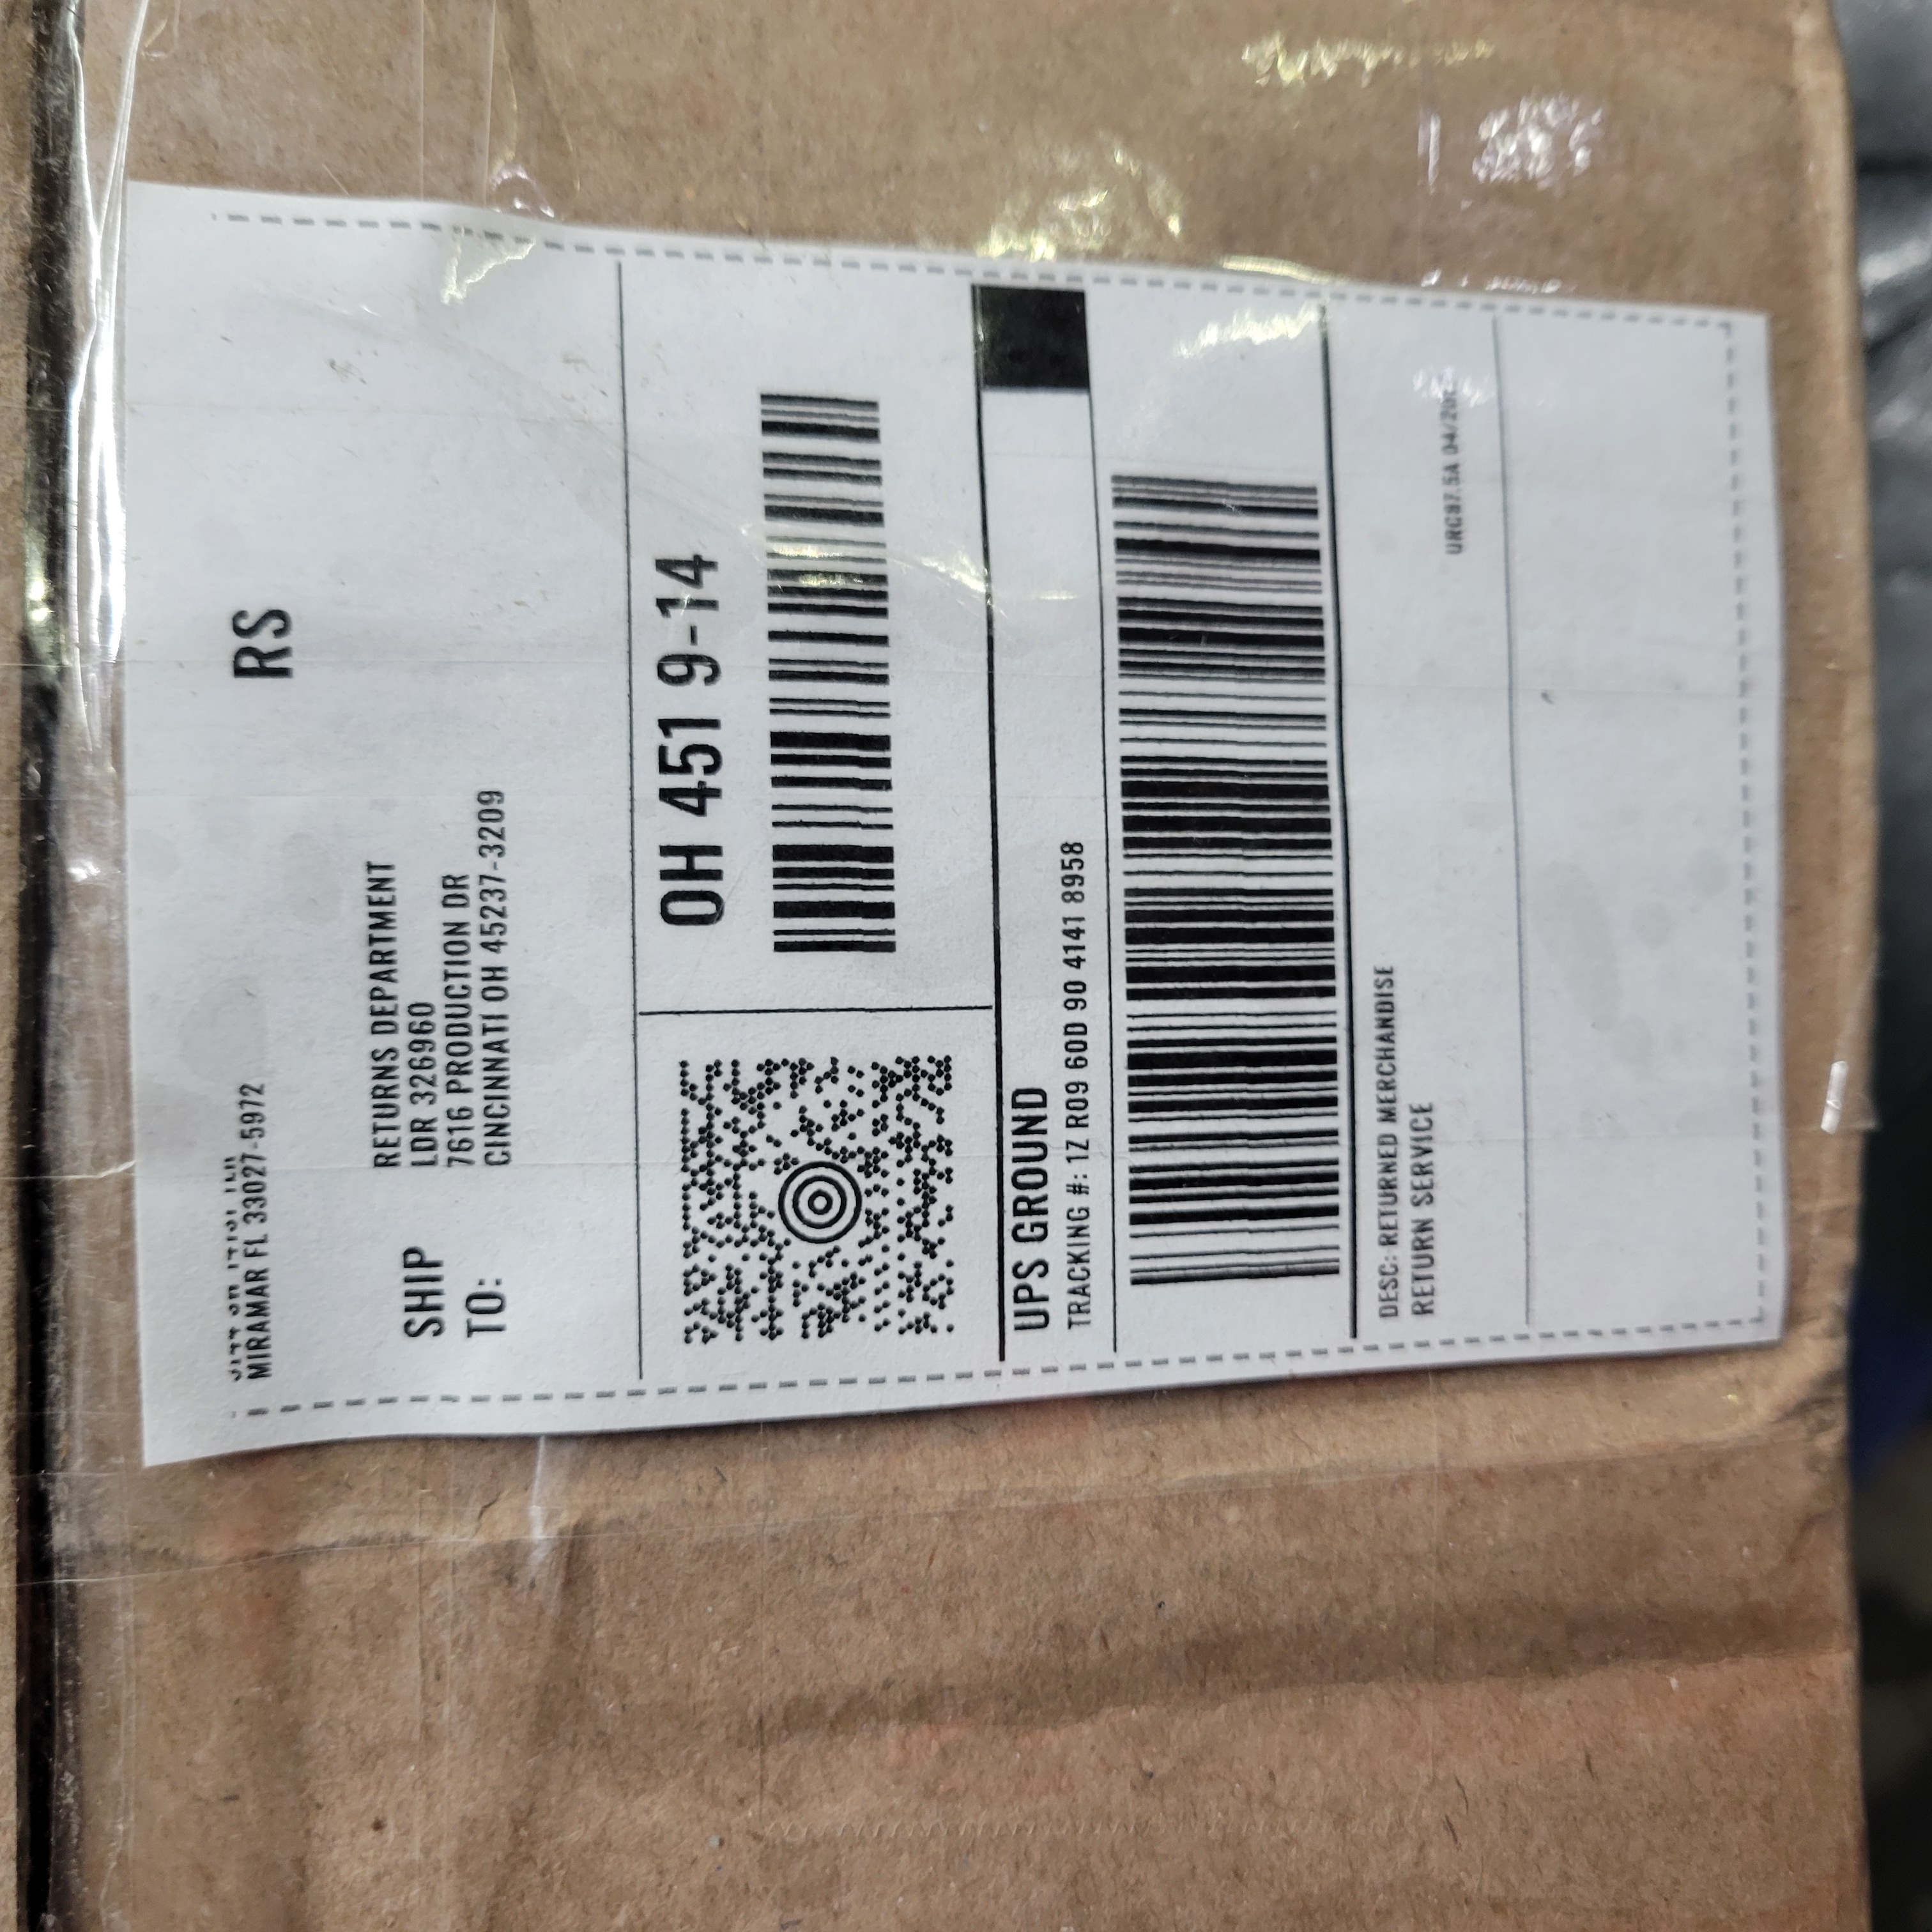 MIRAMAR FL 33027-5972
RS
SHIP
TO:
RETURNS DEPARTMENT
LDR 326960
7616 PRODUCTION DR
CINCINNATI OH 45237-3209
OH 451 9-14
UPS GROUND
TRACKING #: 1Z R09 60D 90 4141 8958
DESC: RETURNED MERCHANDISE
RETURN SERVICE